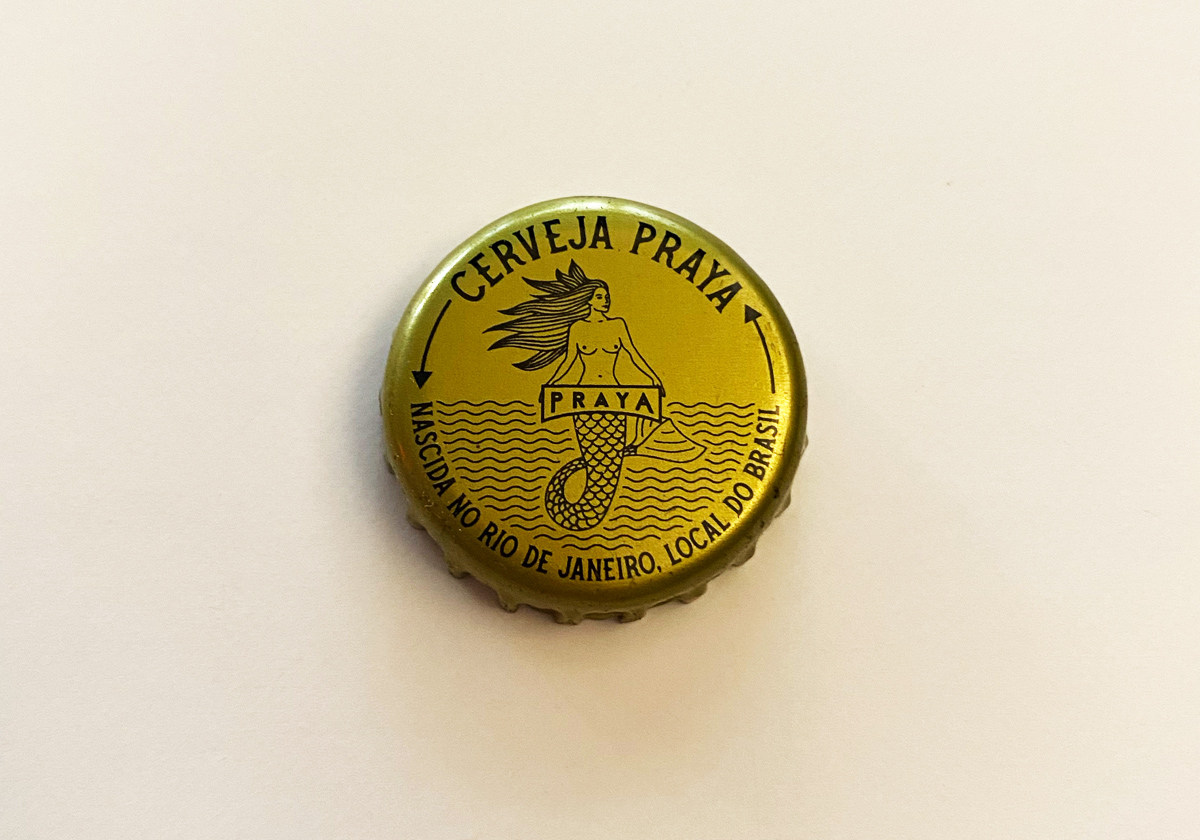 CERVEJA PRAYA
PRAYA
NASCIDA NO RIO DE JANEIRO, LOCAL DO BRASIL